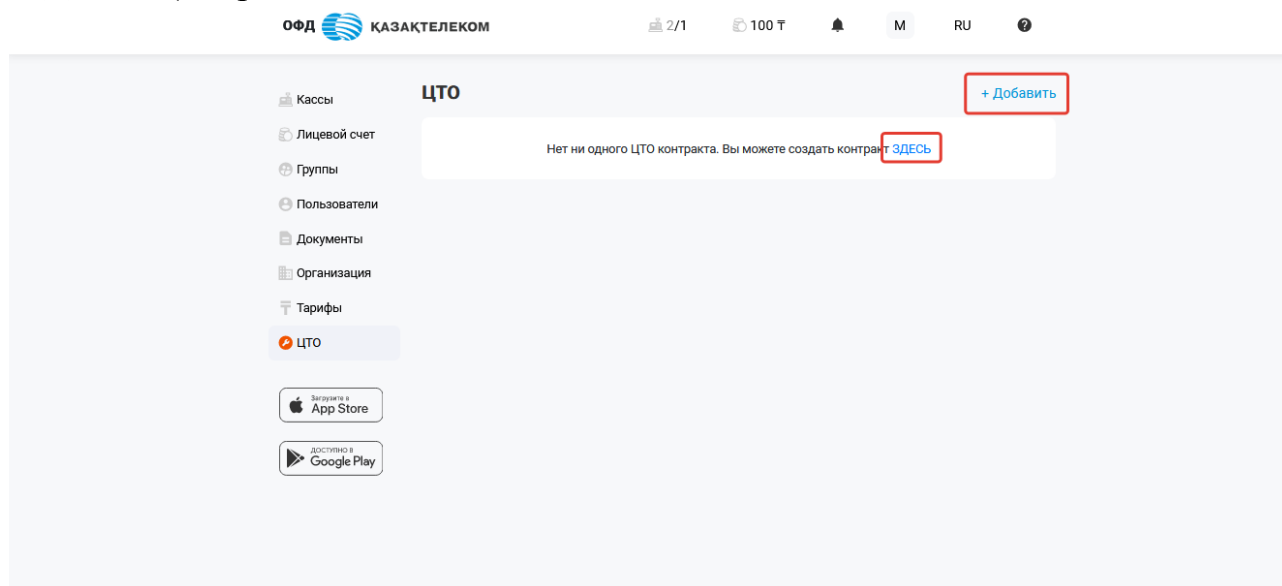 ОФД ҚАЗАҚТЕЛЕКОМ 2/1 100 ₸ M RU
Кассы
Лицевой счет
Группы
Пользователи
Документы
Организация
Тарифы
ЦТО
Загрузите в
App Store
ДОСТУПНО В
Google Play
ЦТО
+ Добавить
Нет ни одного ЦТО контракта. Вы можете создать контракт ЗДЕСЬ